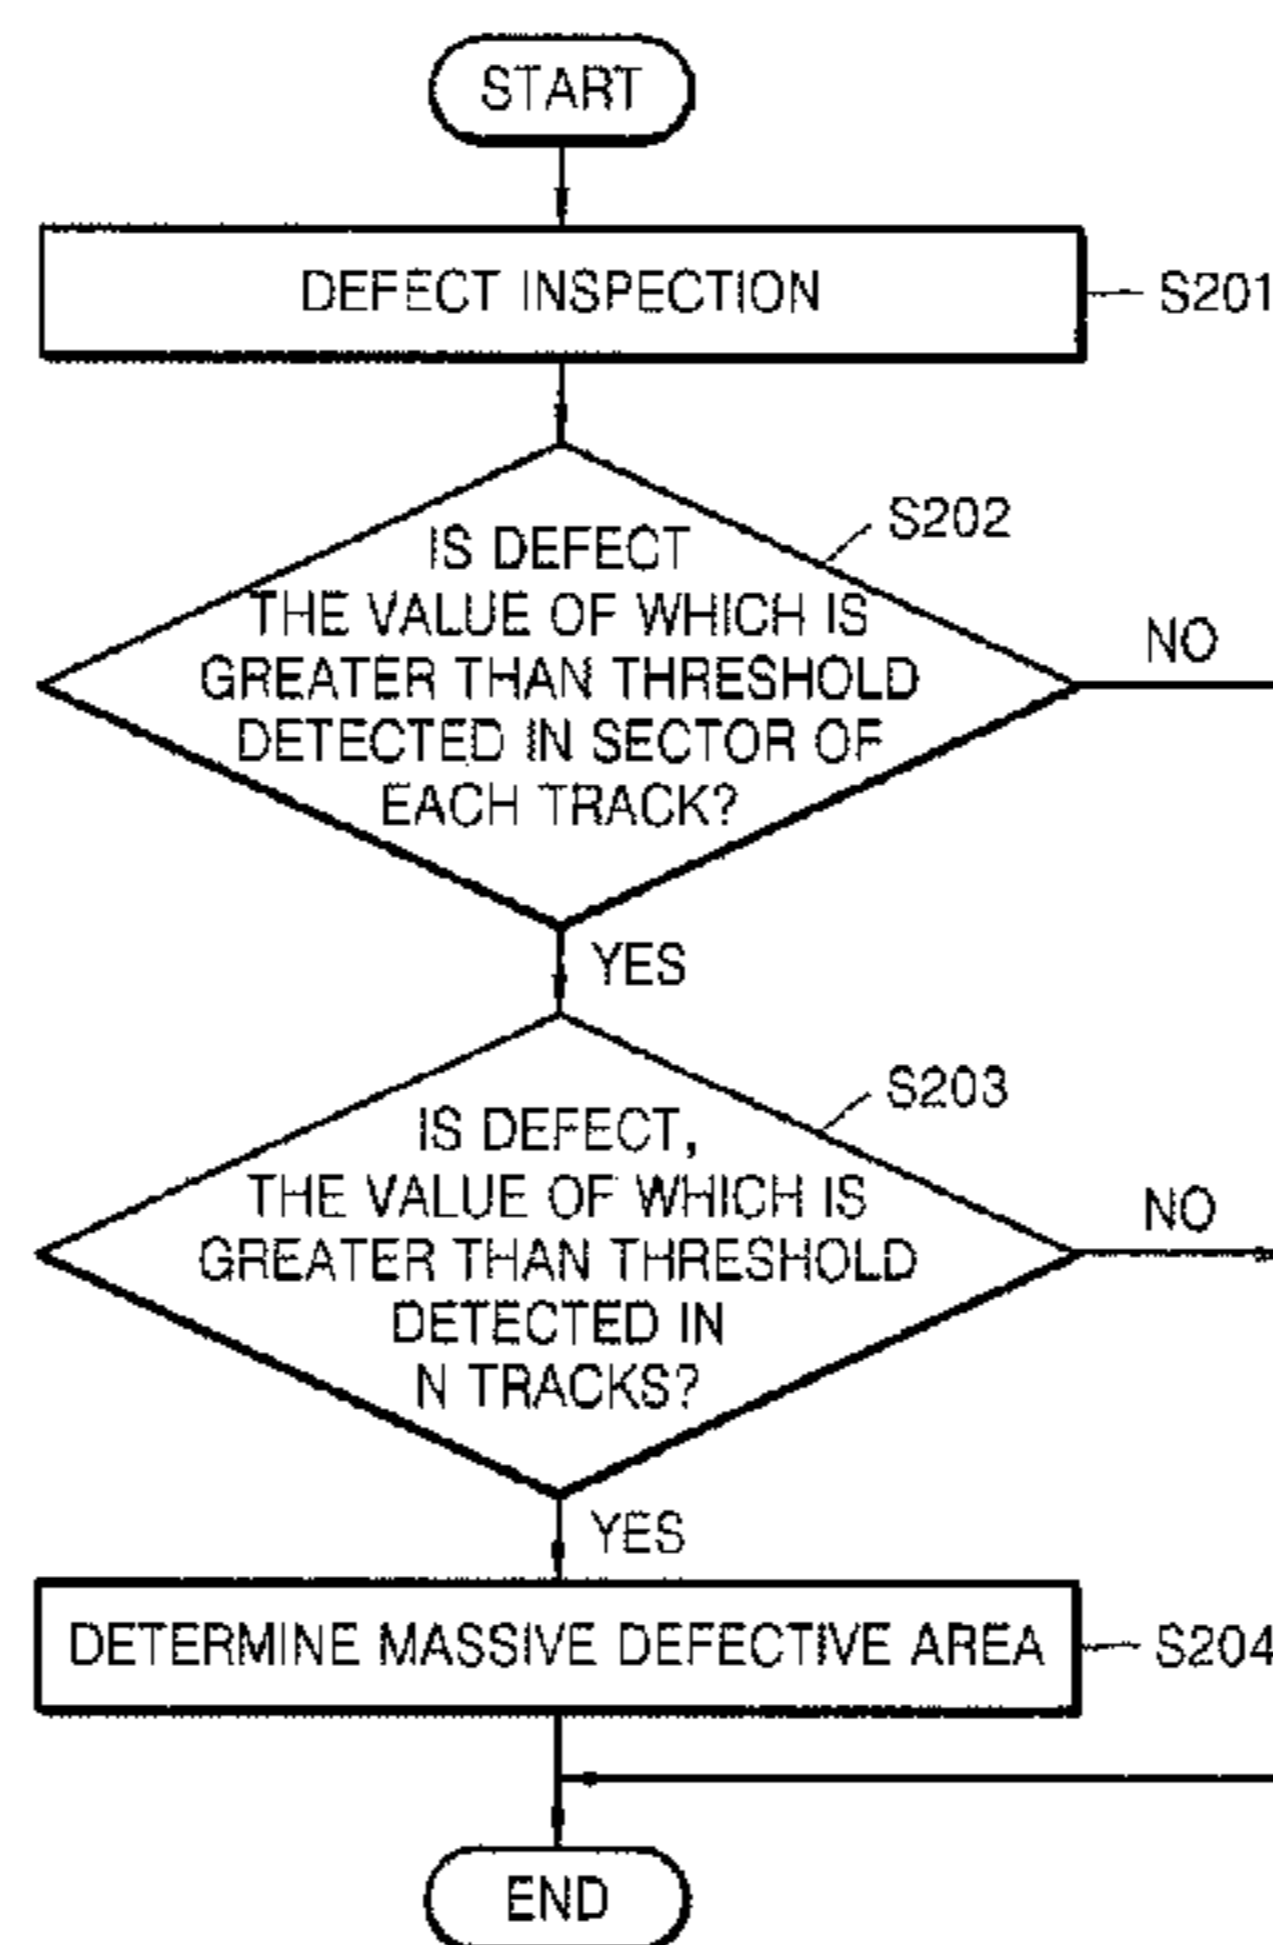 START
DEFECT INSPECTION
S201
S202
IS DEFECT
THE VALUE OF WHICH IS
GREATER THAN THRESHOLD
DETECTED IN SECTOR OF
EACH TRACK?
NO
YES
S203
IS DEFECT,
THE VALUE OF WHICH IS
GREATER THAN THRESHOLD
DETECTED IN
N TRACKS?
NO
YES
DETERMINE MASSIVE DEFECTIVE AREA
S204
END